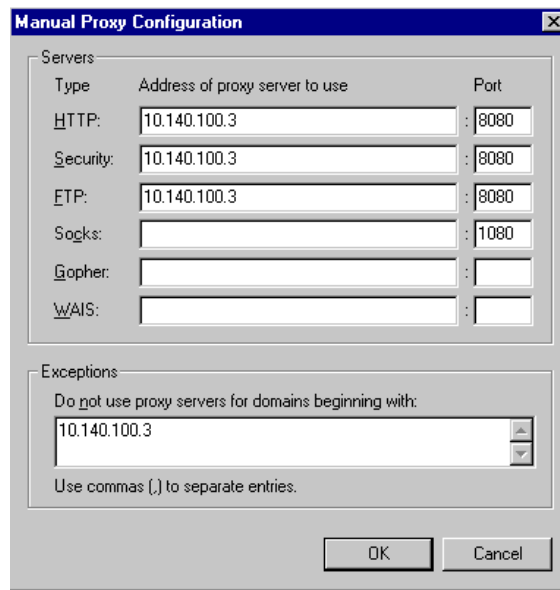 Manual Proxy Configuration
Servers
Type Address of proxy server to use Port
HTTP: 10.140.100.3 : 8080
Security: 10.140.100.3 : 8080
FTP: 10.140.100.3 : 8080
Socks: : 1080
Gopher: :
WAIS: :
Exceptions
Do not use proxy servers for domains beginning with:
10.140.100.3
Use commas (,) to separate entries.
OK Cancel